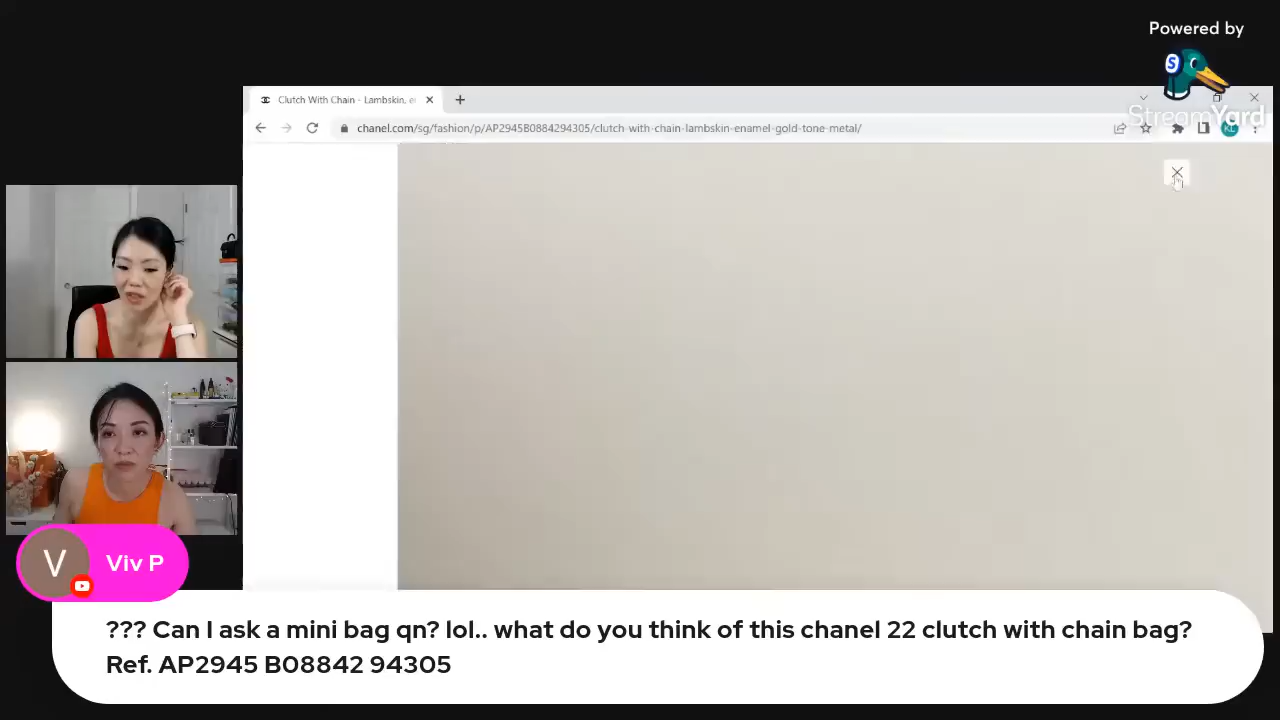 Powered by
S
StreamYard
Clutch With Chain - Lambskin, e
chanel.com/sg/fashion/p/AP2945B0884294305/clutch-with-chain-lambskin-enamel-gold-tone-metal/
KL
V
Viv P
??? Can I ask a mini bag qn? lol.. what do you think of this chanel 22 clutch with chain bag?
Ref. AP2945 B08842 94305